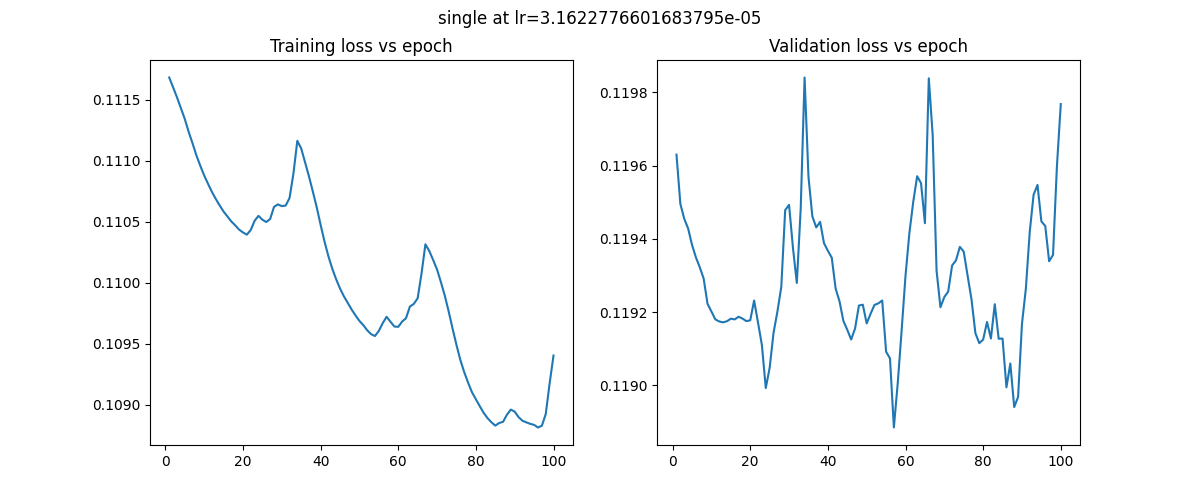 single at lr=3.1622776601683795e-05
Training loss vs epoch
Validation loss vs epoch
0.1115
0.1110
0.1105
0.1100
0.1095
0.1090
0 20 40 60 80 100
0.1198
0.1196
0.1194
0.1192
0.1190
0 20 40 60 80 100